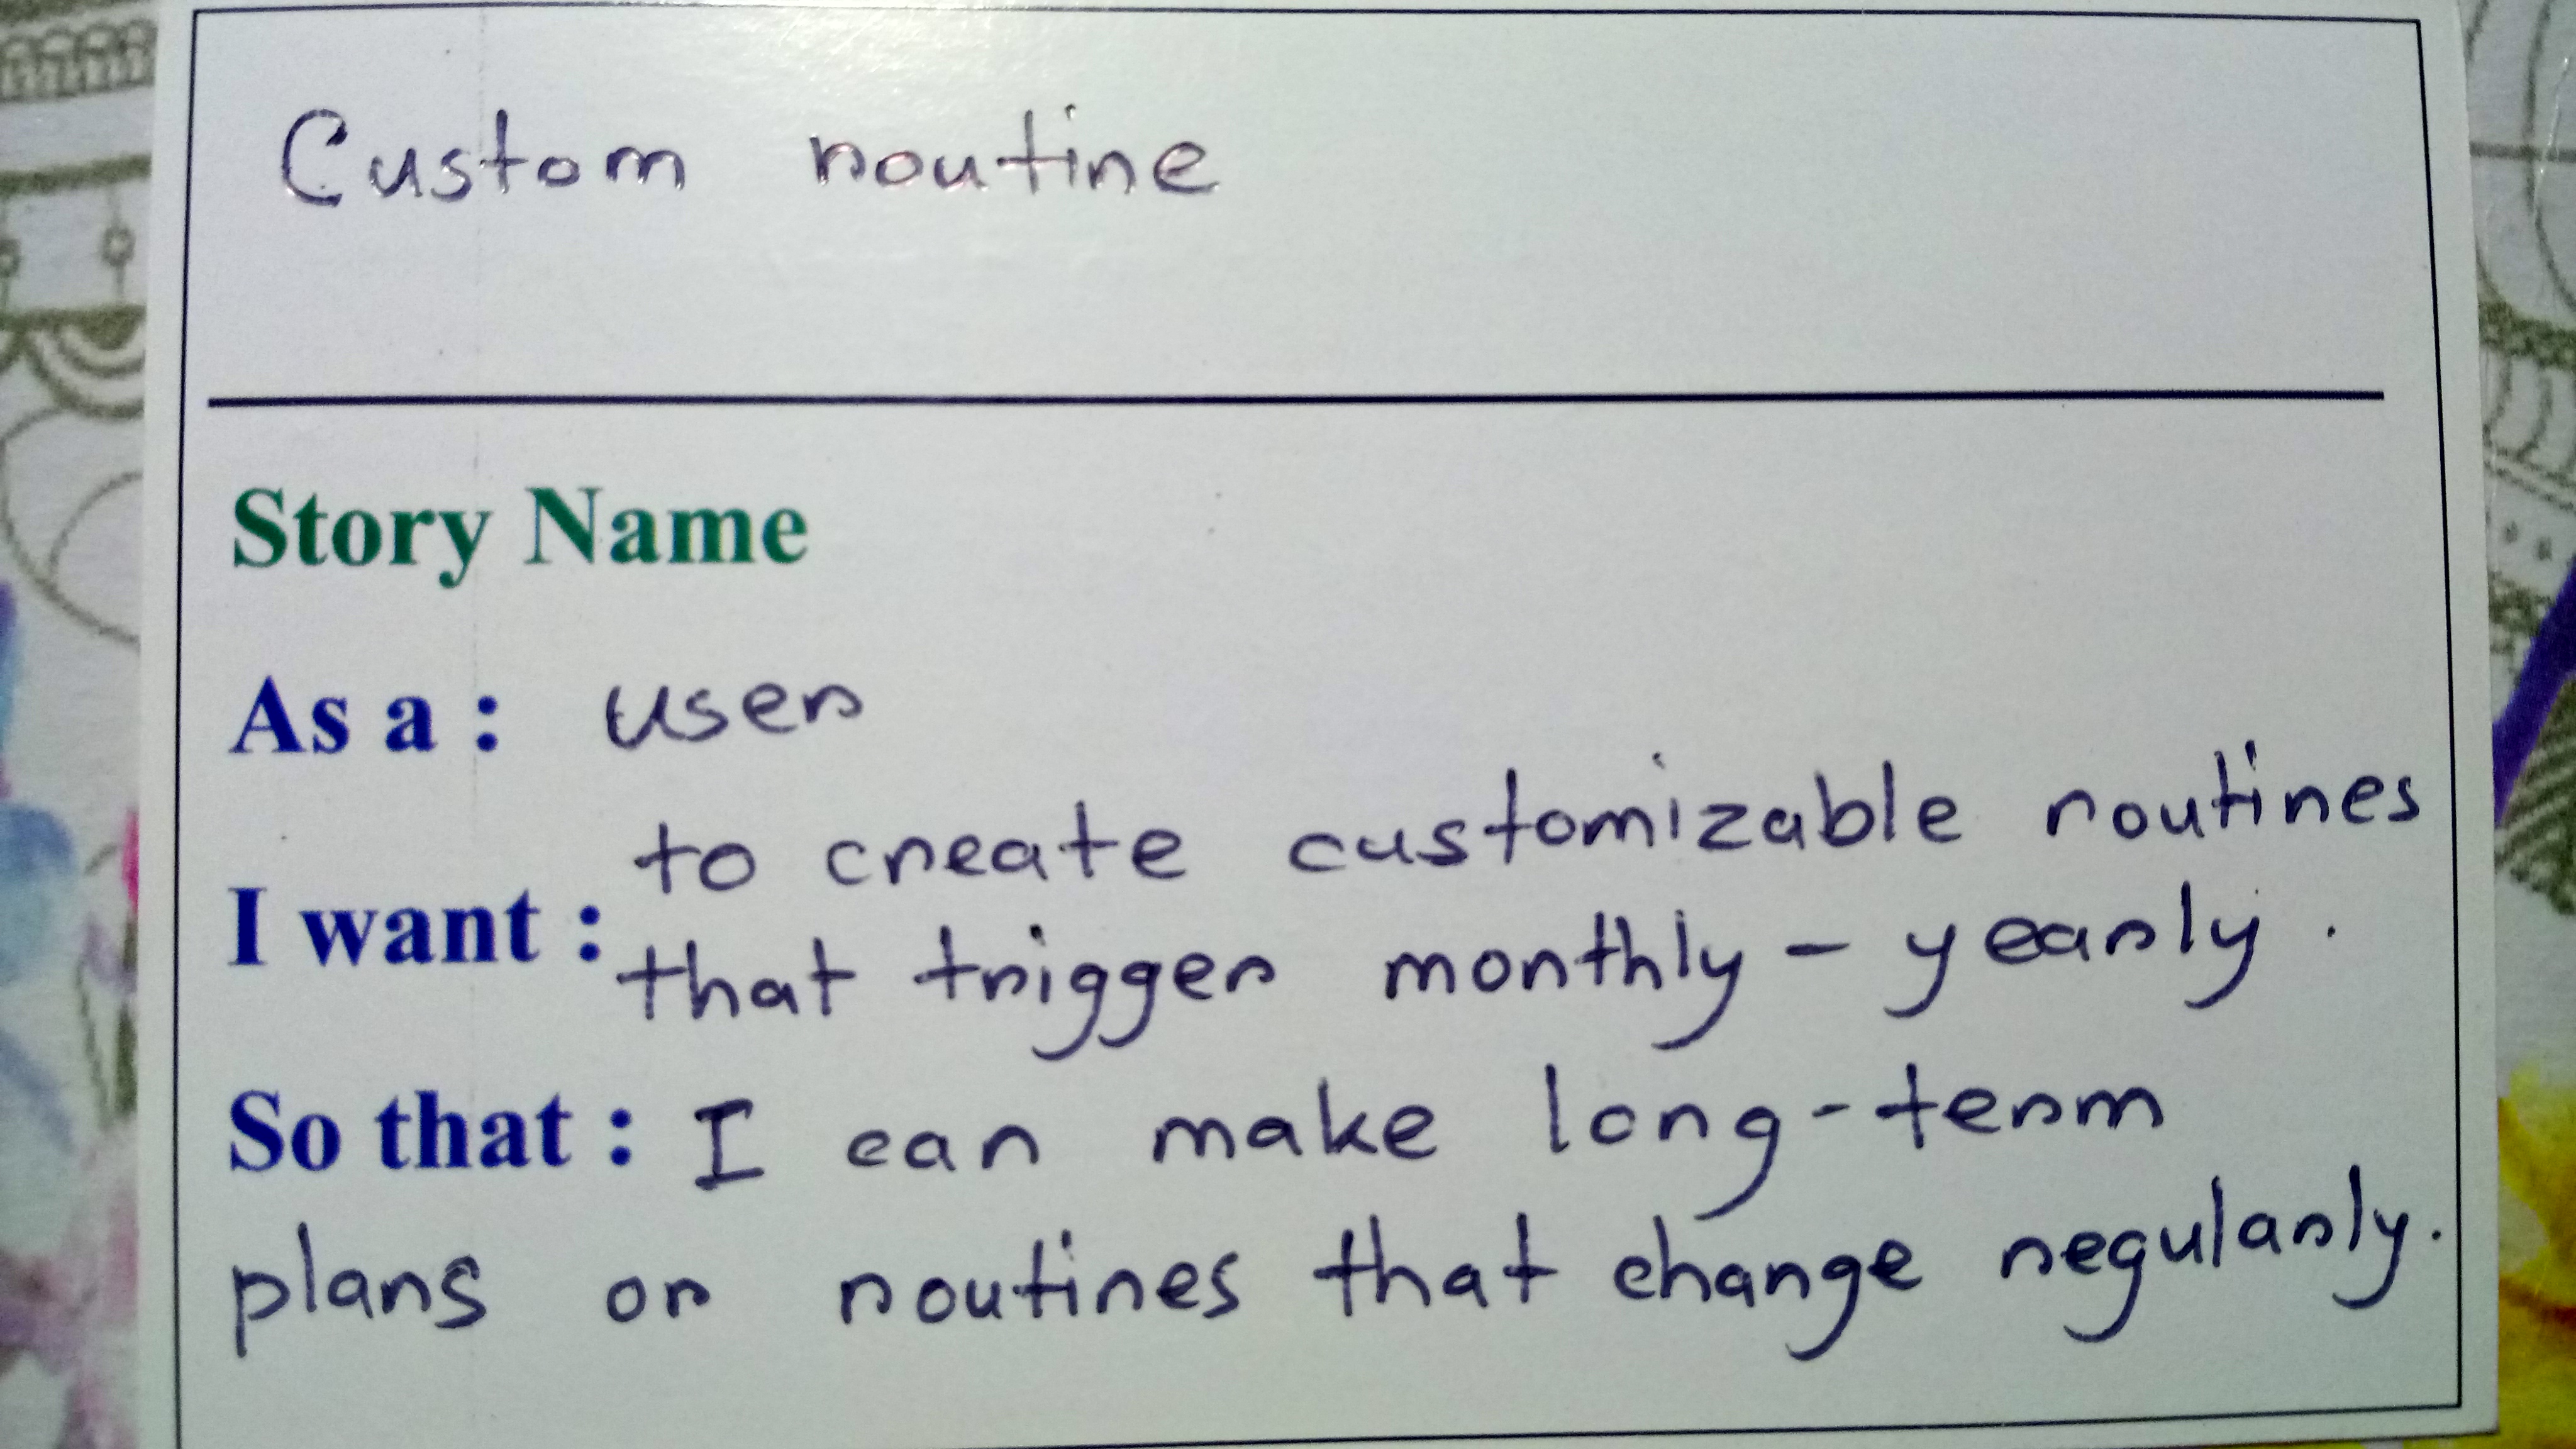 Custom routine
Story Name
As a : user
I want : to create customizable routines
that trigger monthly - yearly.
So that : I can make long-term
plans or routines that change regularly.